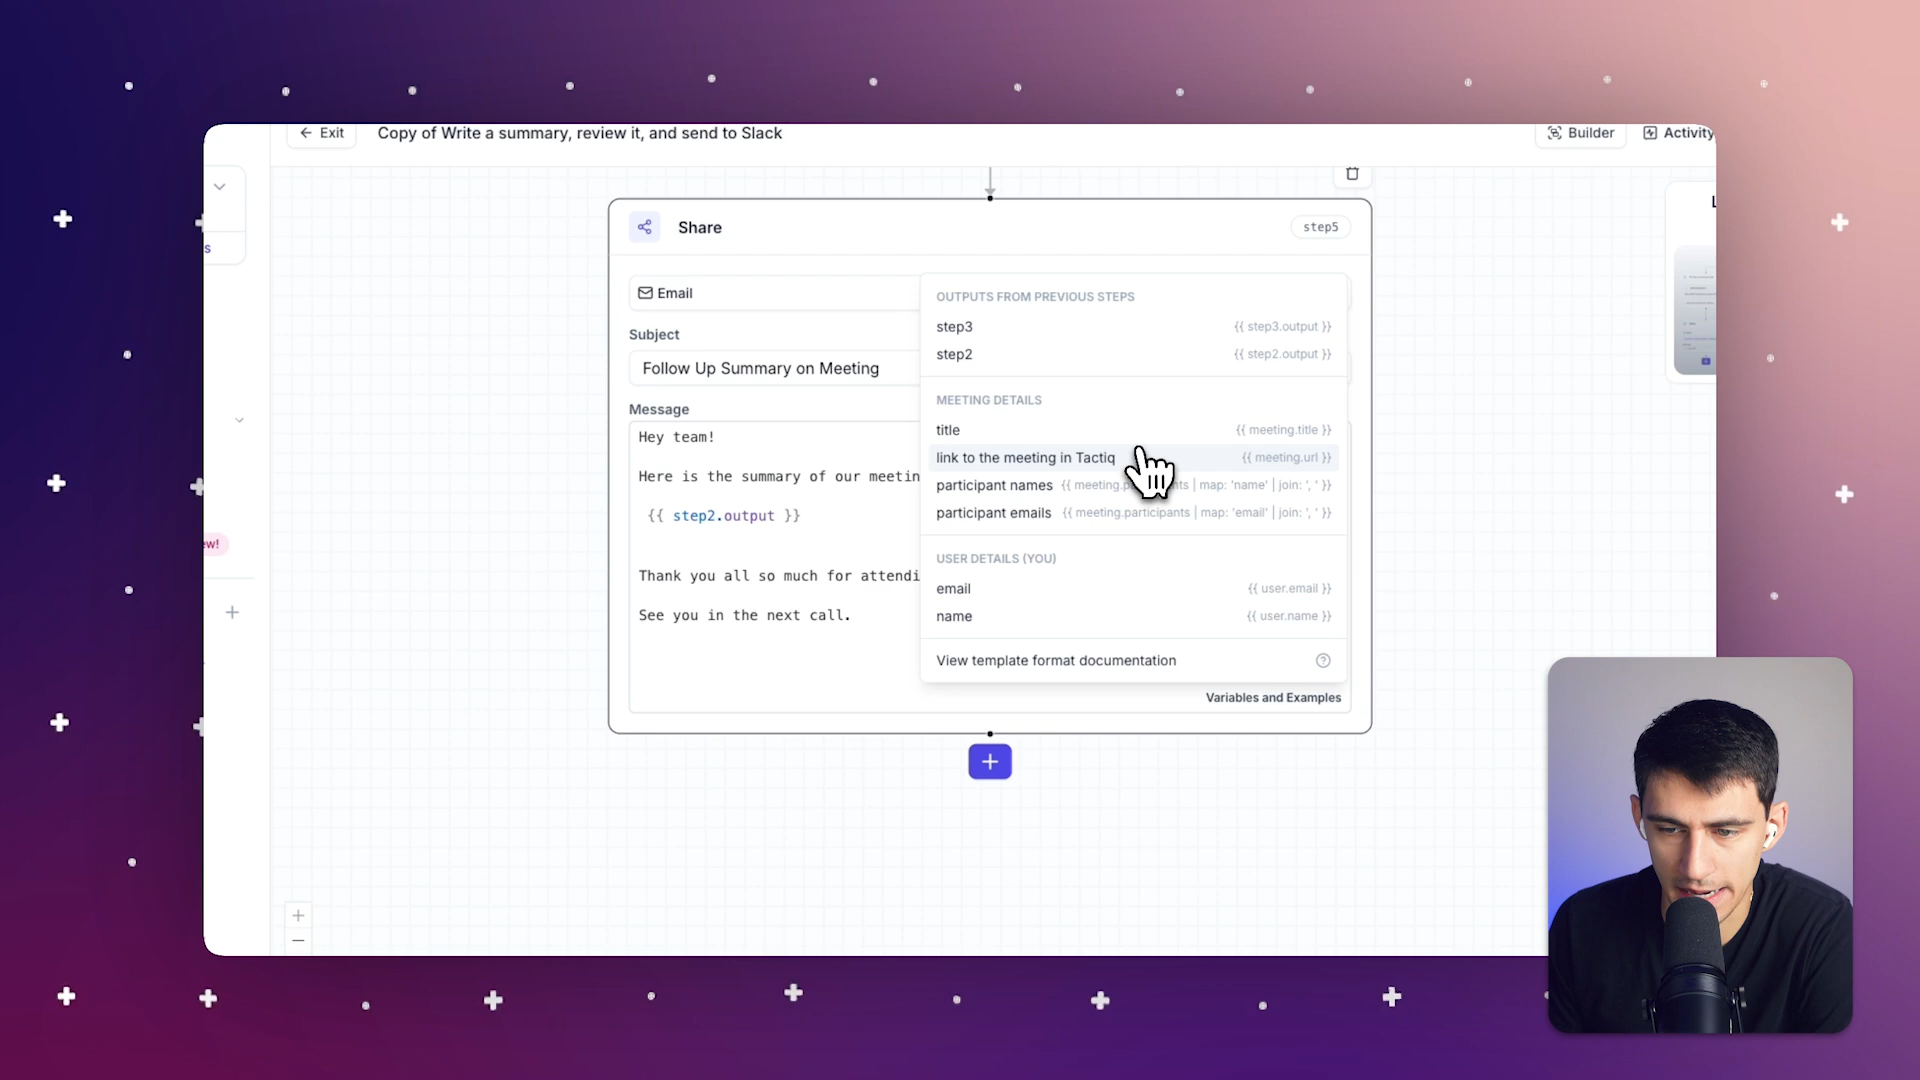 Exit
Copy of Write a summary, review it, and send to Slack
Builder
Activity
s
Share
step5
Email
OUTPUTS FROM PREVIOUS STEPS
step3 {{ step3.output }}
step2 {{ step2.output }}
Subject
Follow Up Summary on Meeting
MEETING DETAILS
title {{ meeting.title }}
link to the meeting in Tactiq {{ meeting.url }}
participant names {{ meeting.pa nts | map: 'name' | join: ', ' }}
participant emails {{ meeting.participants | map: 'email' | join: ', ' }}
Message
Hey team!
Here is the summary of our meetin
{{ step2.output }}
Thank you all so much for attendi
See you in the next call.
USER DETAILS (YOU)
email {{ user.email }}
name {{ user.name }}
View template format documentation
Variables and Examples
ew!